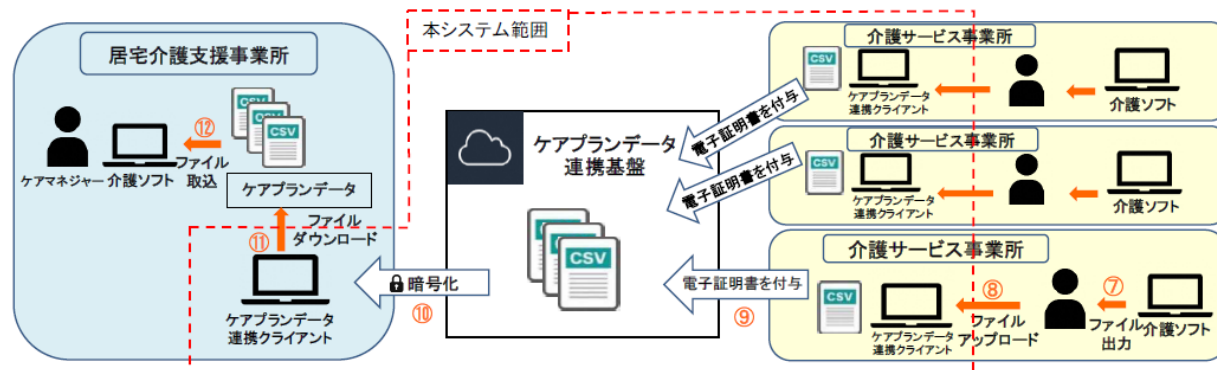 本システム範囲
居宅介護支援事業所
CSV
CSV
CSV
⑫
ファイル
取込
ケアマネジャー
介護ソフト
ケアプランデータ
⑪
ファイル
ダウンロード
ケアプランデータ
連携クライアント
暗号化
⑩
ケアプランデータ
連携基盤
CSV
CSV
CSV
電子証明書を付与
電子証明書を付与
電子証明書を付与
⑨
介護サービス事業所
CSV
ケアプランデータ
連携クライアント
介護ソフト
介護サービス事業所
CSV
ケアプランデータ
連携クライアント
介護ソフト
介護サービス事業所
CSV
ケアプランデータ
連携クライアント
⑧
ファイル
アップロード
⑦
ファイル
出力
介護ソフト